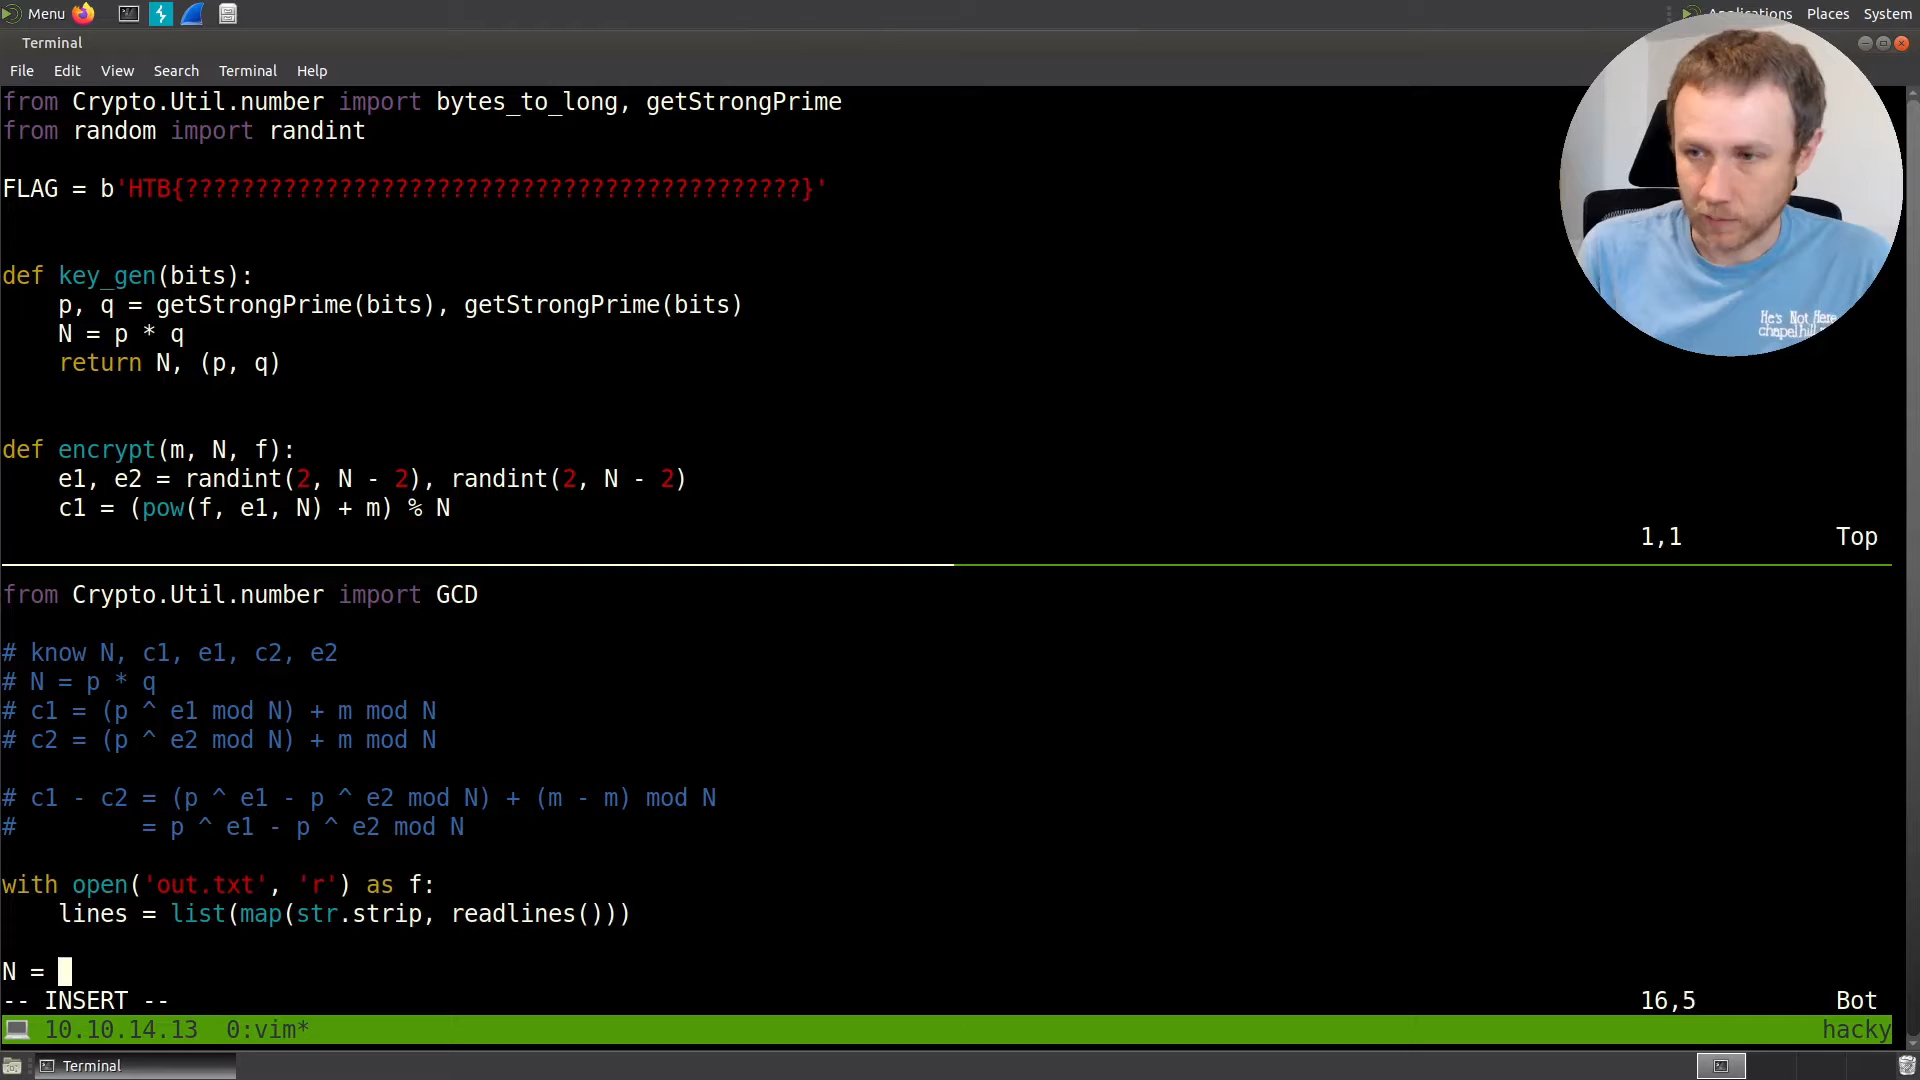 Menu
Applications Places System
Terminal
File Edit View Search Terminal Help
from Crypto.Util.number import bytes_to_long, getStrongPrime
from random import randint
FLAG = b'HTB{????????????????????????????????????????????}'
def key_gen(bits):
    p, q = getStrongPrime(bits), getStrongPrime(bits)
    N = p * q
    return N, (p, q)
def encrypt(m, N, f):
    e1, e2 = randint(2, N - 2), randint(2, N - 2)
    c1 = (pow(f, e1, N) + m) % N
1,1 Top
from Crypto.Util.number import GCD
# know N, c1, e1, c2, e2
# N = p * q
# c1 = (p ^ e1 mod N) + m mod N
# c2 = (p ^ e2 mod N) + m mod N
# c1 - c2 = (p ^ e1 - p ^ e2 mod N) + (m - m) mod N
#         = p ^ e1 - p ^ e2 mod N
with open('out.txt', 'r') as f:
    lines = list(map(str.strip, readlines()))
N =
-- INSERT -- 16,5 Bot
10.10.14.13 0:vim* hacky
Terminal
He's Not Here